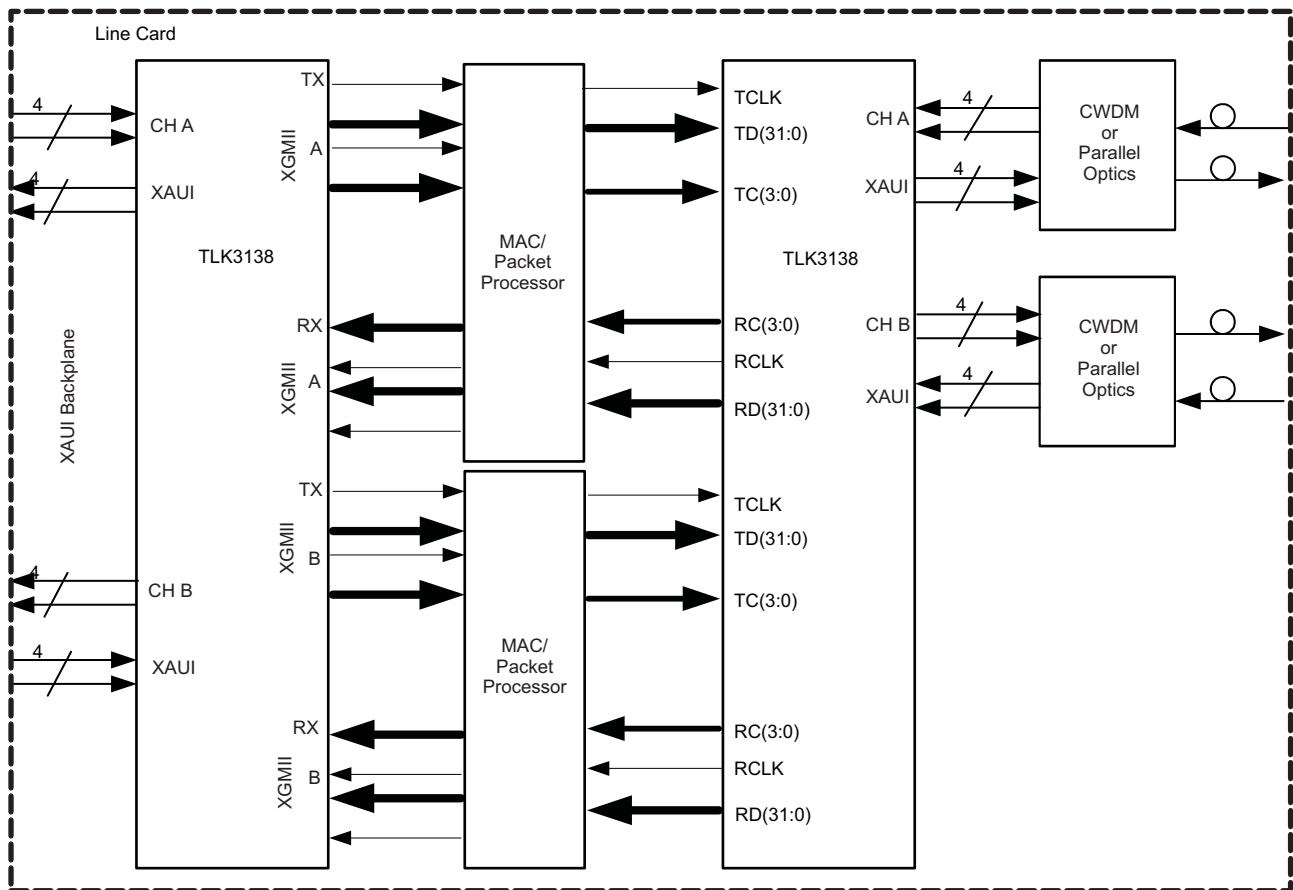 Line Card
4
CH A
4
XAUI
TLK3138
XAUI Backplane
4
CH B
4
XAUI
TX
XGMII
A
RX
XGMII
A
TX
XGMII
B
RX
XGMII
B
MAC/
Packet
Processor
MAC/
Packet
Processor
TCLK
TD(31:0)
TC(3:0)
TLK3138
RC(3:0)
RCLK
RD(31:0)
TCLK
TD(31:0)
TC(3:0)
RC(3:0)
RCLK
RD(31:0)
CH A
4
XAUI
4
CH B
4
XAUI
4
CWDM
or
Parallel
Optics
CWDM
or
Parallel
Optics